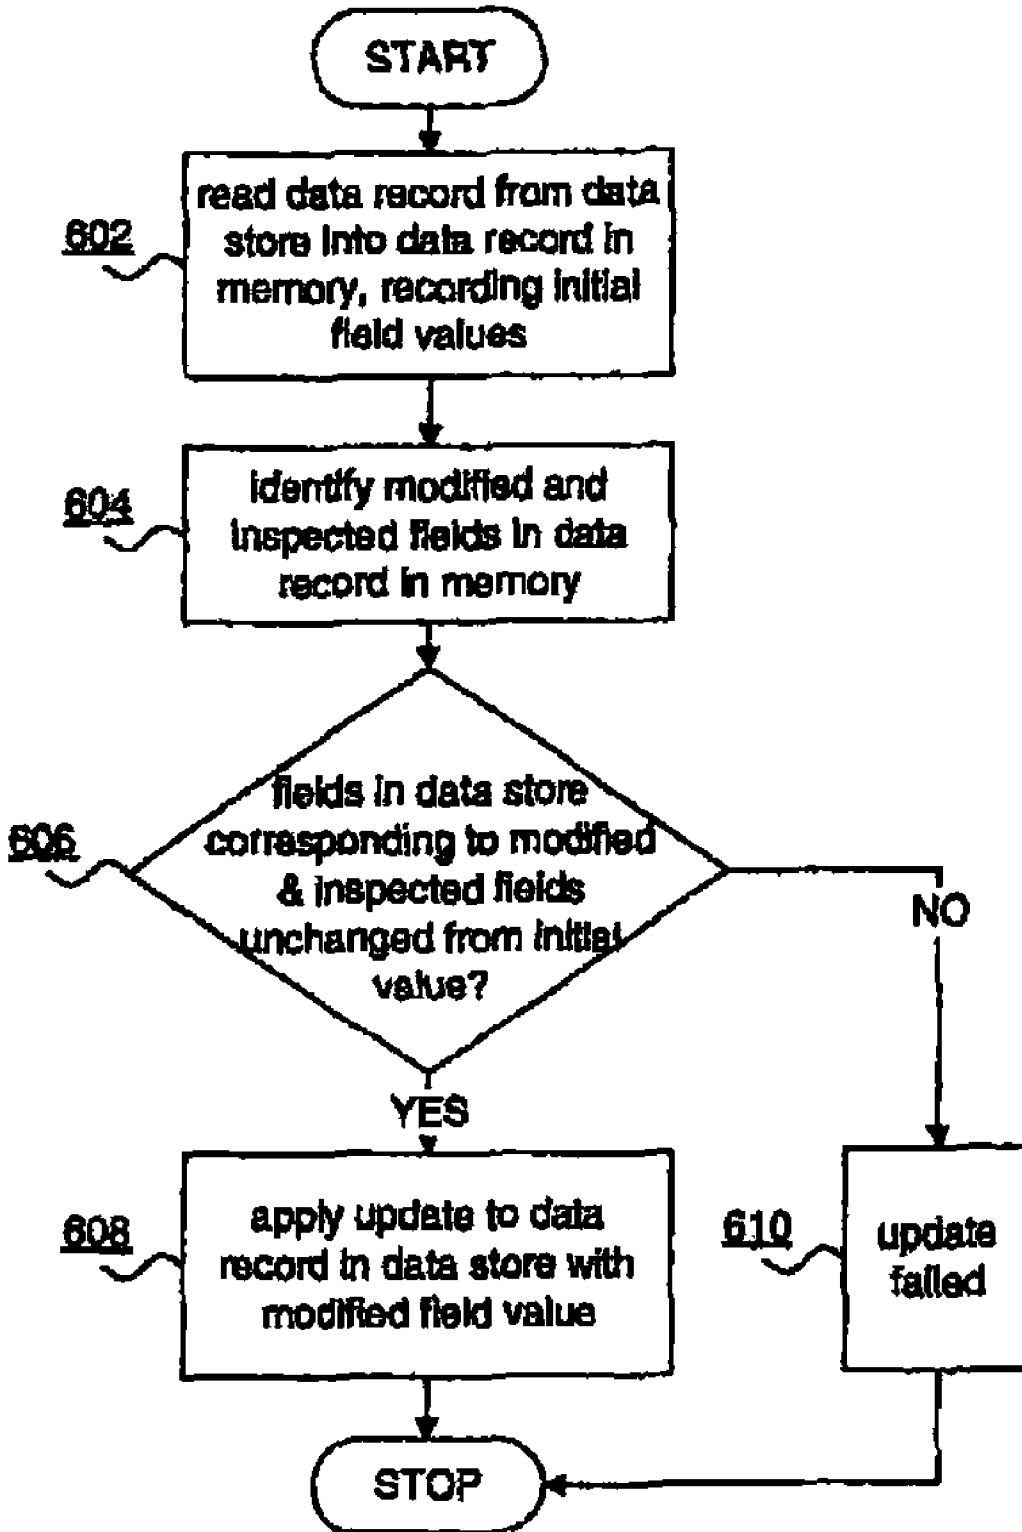 START
602
read data record from data
store into data record in
memory, recording initial
field values
604
identify modified and
inspected fields in data
record in memory
606
fields in data store
corresponding to modified
& inspected fields
unchanged from initial
value?
NO
YES
608
apply update to data
record in data store with
modified field value
610
update
failed
STOP